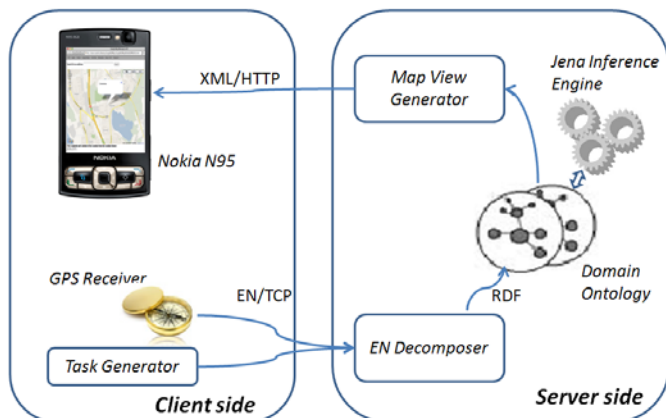 XML/HTTP
Map View
Generator
Jena Inference
Engine
NOKIA
Nokia N95
GPS Receiver
EN/TCP
RDF
Domain
Ontology
Task Generator
EN Decomposer
Client side
Server side